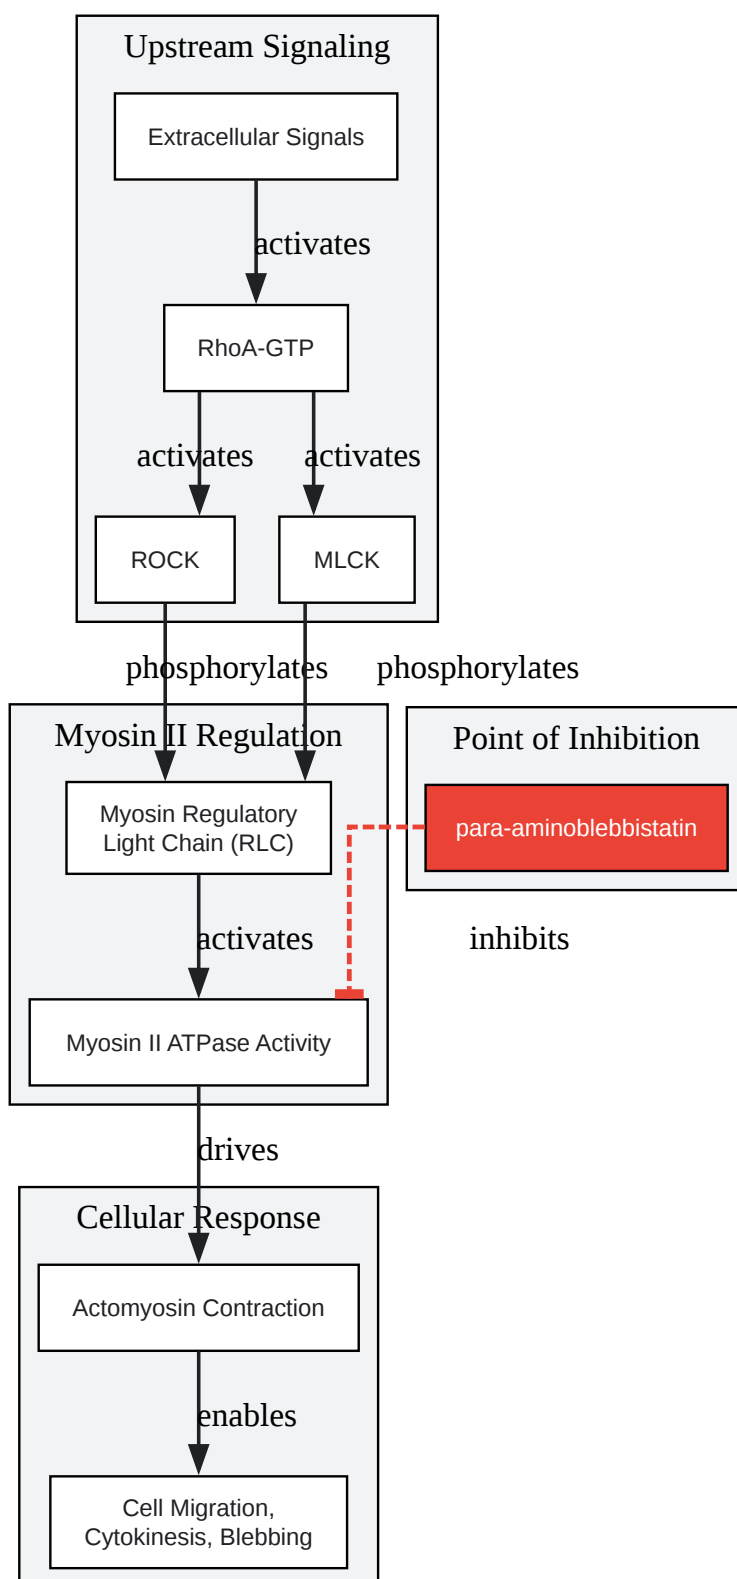 Upstream Signaling
Extracellular Signals
activates
RhoA-GTP
activates
activates
ROCK
MLCK
phosphorylates
phosphorylates
Myosin II Regulation
Point of Inhibition
Myosin Regulatory
Light Chain (RLC)
para-aminoblebbistatin
activates
inhibits
Myosin II ATPase Activity
drives
Cellular Response
Actomyosin Contraction
enables
Cell Migration,
Cytokinesis, Blebbing